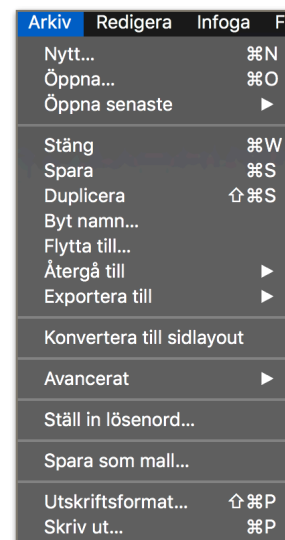 Arkiv Redigera Infoga F
Nytt... ⌘N
Öppna... ⌘O
Öppna senaste ▶
Stäng ⌘W
Spara ⌘S
Duplicera ⇧⌘S
Byt namn...
Flytta till...
Återgå till ▶
Exportera till ▶
Konvertera till sidlayout
Avancerat ▶
Ställ in lösenord...
Spara som mall...
Utskriftsformat... ⇧⌘P
Skriv ut... ⌘P